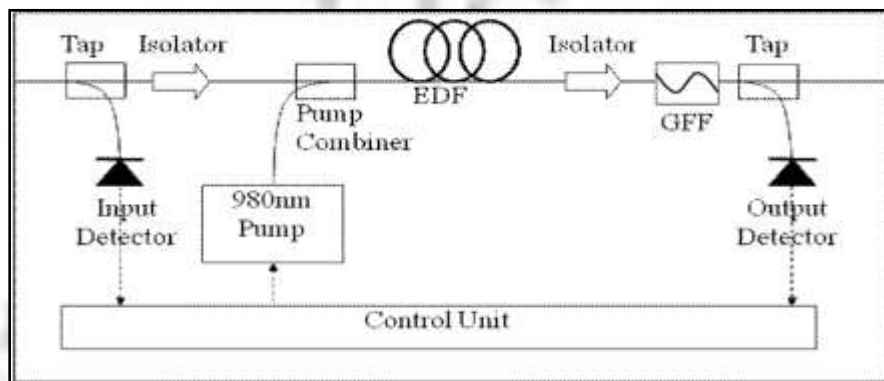 Tap
Isolator
Isolator
Tap
EDF
GFF
Pump
Combiner
Input
Detector
980nm
Pump
Output
Detector
Control Unit